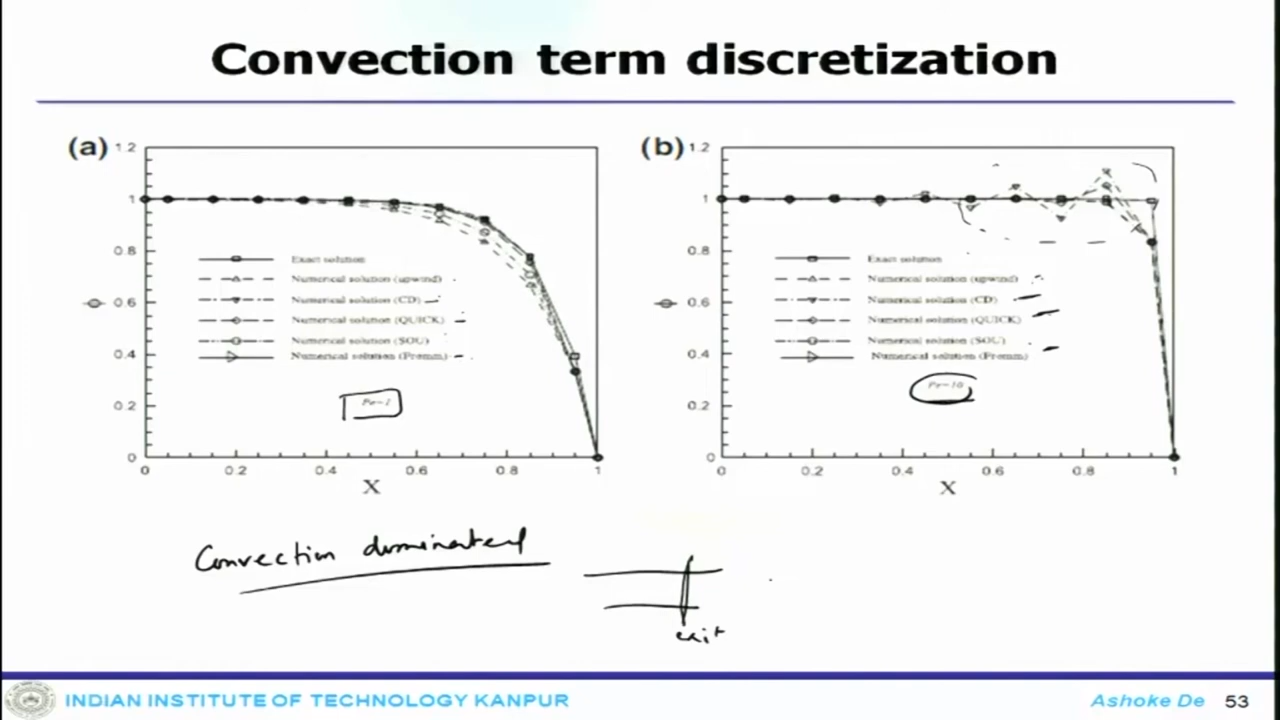 Convection term discretization
(a)
1.2
1
0.8
0.6
0.4
0.2
0
0 0.2 0.4 0.6 0.8 1
X
Exact solution
Numerical solution (upwind)
Numerical solution (CD)
Numerical solution (QUICK)
Numerical solution (SOU)
Numerical solution (Fromm)
Pe=1
(b)
1.2
1
0.8
0.6
0.4
0.2
0
0 0.2 0.4 0.6 0.8 1
X
Exact solution
Numerical solution (upwind)
Numerical solution (CD)
Numerical solution (QUICK)
Numerical solution (SOU)
Numerical solution (Fromm)
Pe=10
Convection dominated
exit
INDIAN INSTITUTE OF TECHNOLOGY KANPUR
Ashoke De 53